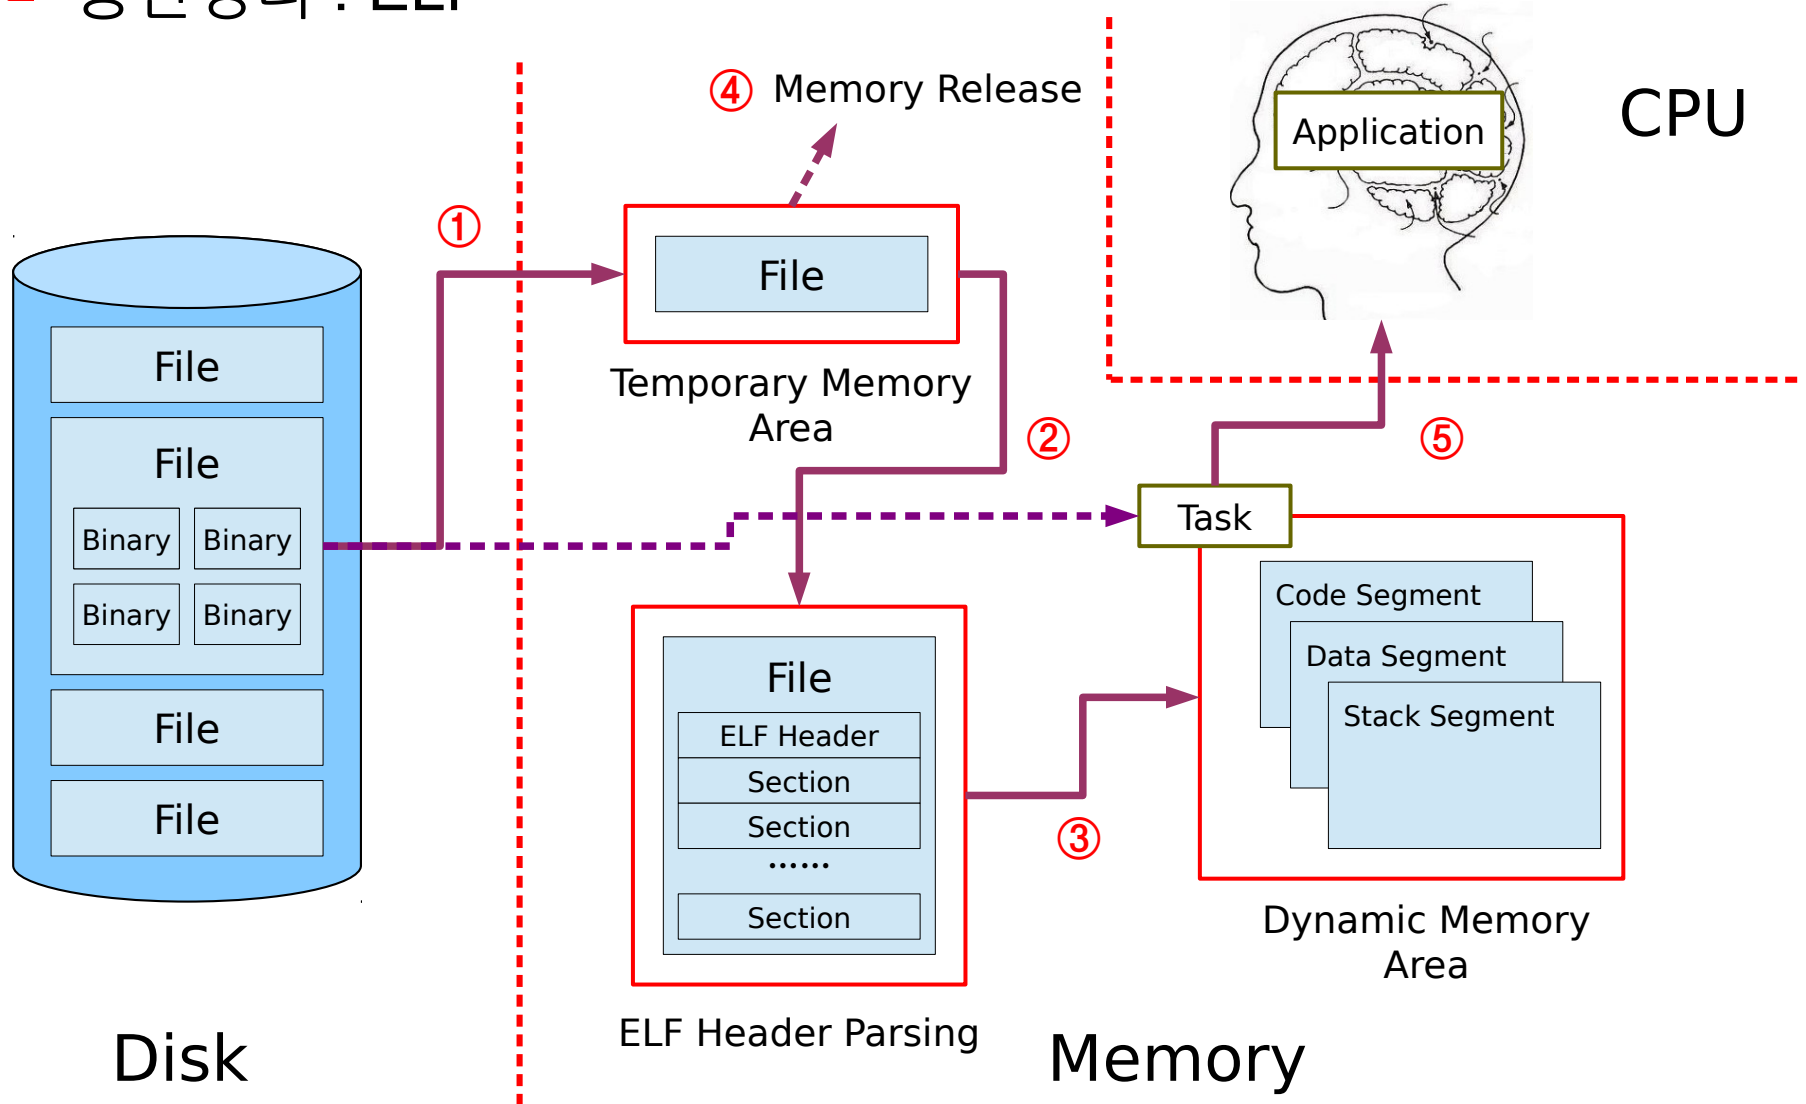 : ELF
④ Memory Release
CPU
Application
①
File
File
Temporary Memory
Area
②
⑤
File
Binary Binary
Binary Binary
Task
Code Segment
Data Segment
Stack Segment
File
ELF Header
Section
Section
......
Section
③
File
File
Dynamic Memory
Area
ELF Header Parsing
Disk
Memory